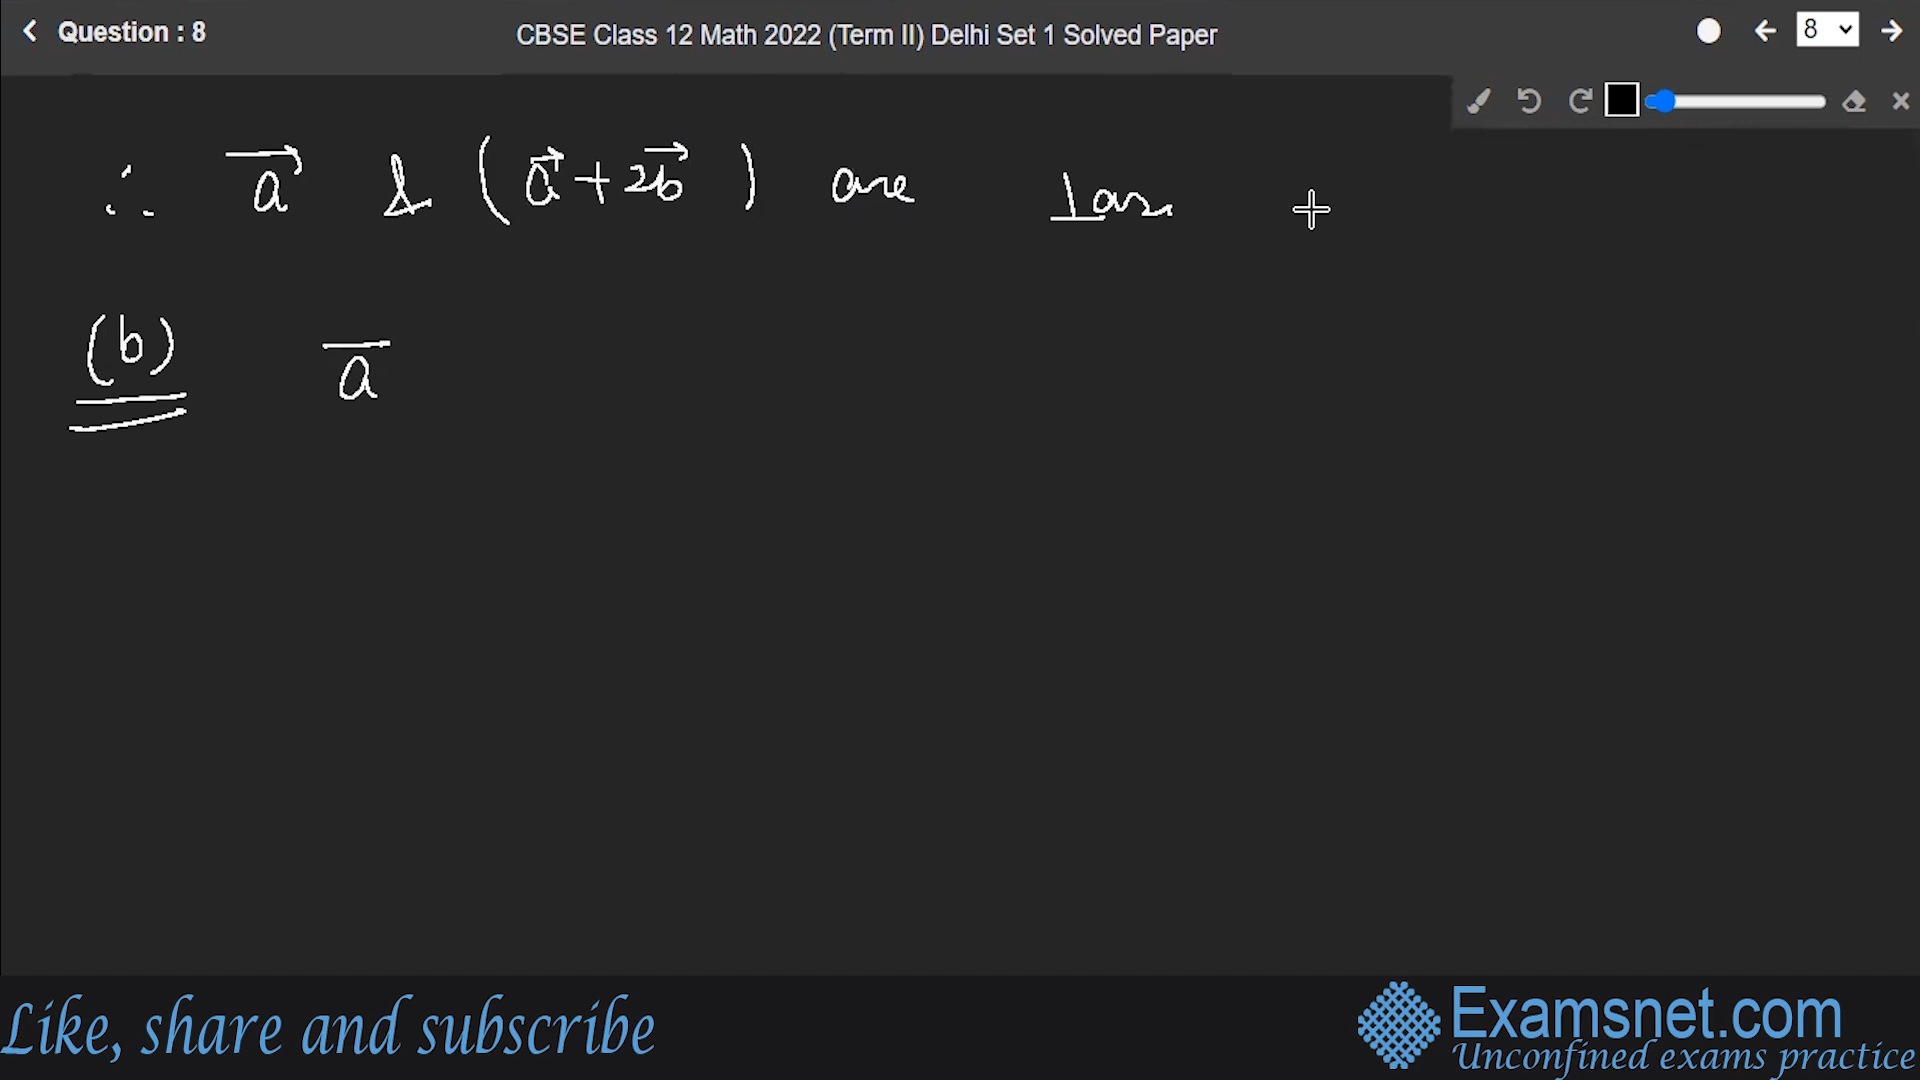 Question : 8
CBSE Class 12 Math 2022 (Term II) Delhi Set 1 Solved Paper
8
∴ a⃗ & (a⃗ + 2b⃗) are ⊥ar.
(b) a̅
Like, share and subscribe
Examsnet.com
Unconfined exams practice